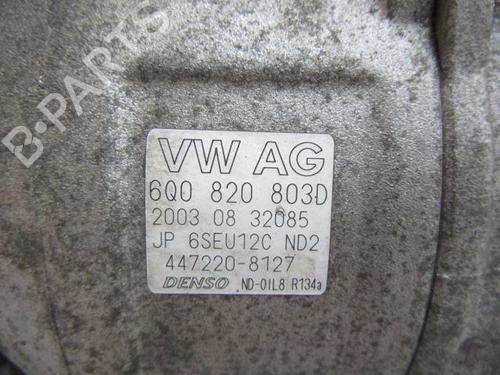 B-PARTS
VW AG
6Q0 820 803D
2003 08 32085
JP 6SEU12C ND2
447220-8127
DENSO ND-OIL8 R134a